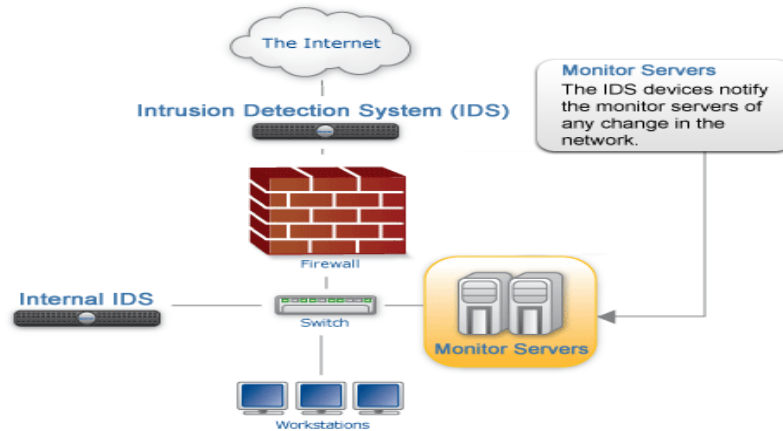 The Internet
Monitor Servers
The IDS devices notify
the monitor servers of
any change in the
network.
Intrusion Detection System (IDS)
Firewall
Internal IDS
Switch
Monitor Servers
Workstations